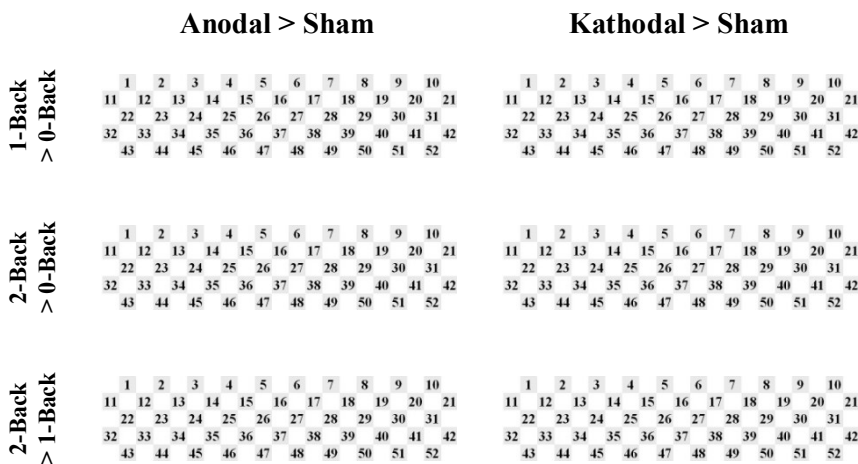 Anodal > Sham Kathodal > Sham
1-Back
> 0-Back
1 2 3 4 5 6 7 8 9 10 1 2 3 4 5 6 7 8 9 10
11 12 13 14 15 16 17 18 19 20 21 11 12 13 14 15 16 17 18 19 20 21
22 23 24 25 26 27 28 29 30 31 22 23 24 25 26 27 28 29 30 31
32 33 34 35 36 37 38 39 40 41 42 32 33 34 35 36 37 38 39 40 41 42
43 44 45 46 47 48 49 50 51 52 43 44 45 46 47 48 49 50 51 52
2-Back
> 0-Back
1 2 3 4 5 6 7 8 9 10 1 2 3 4 5 6 7 8 9 10
11 12 13 14 15 16 17 18 19 20 21 11 12 13 14 15 16 17 18 19 20 21
22 23 24 25 26 27 28 29 30 31 22 23 24 25 26 27 28 29 30 31
32 33 34 35 36 37 38 39 40 41 42 32 33 34 35 36 37 38 39 40 41 42
43 44 45 46 47 48 49 50 51 52 43 44 45 46 47 48 49 50 51 52
2-Back
> 1-Back
1 2 3 4 5 6 7 8 9 10 1 2 3 4 5 6 7 8 9 10
11 12 13 14 15 16 17 18 19 20 21 11 12 13 14 15 16 17 18 19 20 21
22 23 24 25 26 27 28 29 30 31 22 23 24 25 26 27 28 29 30 31
32 33 34 35 36 37 38 39 40 41 42 32 33 34 35 36 37 38 39 40 41 42
43 44 45 46 47 48 49 50 51 52 43 44 45 46 47 48 49 50 51 52